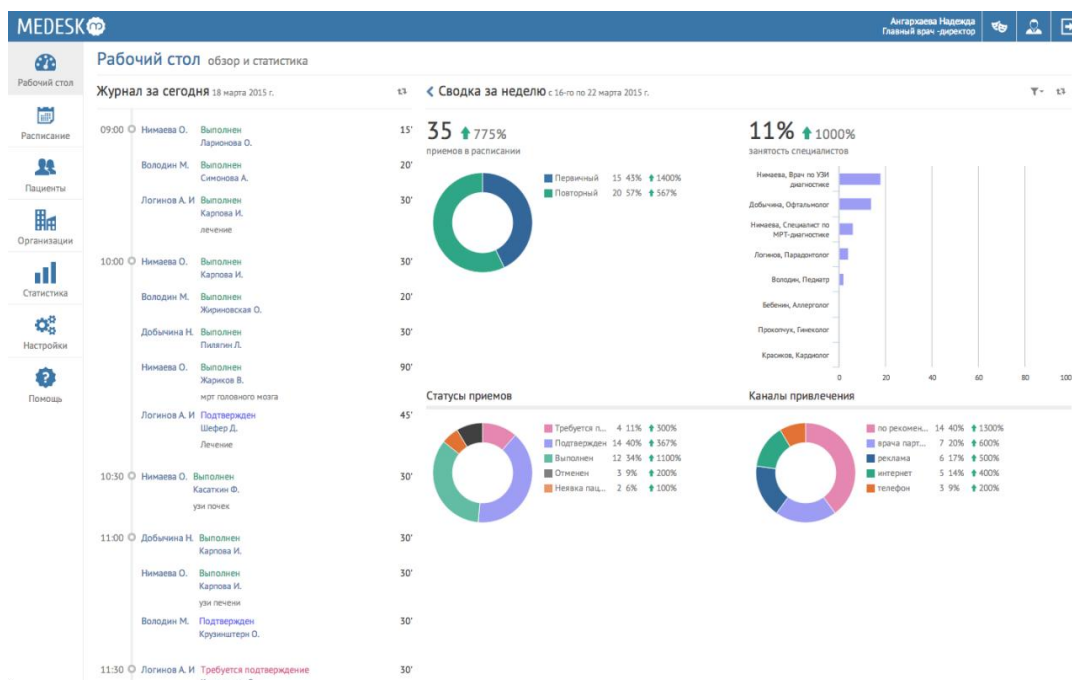 MEDESK
Ангархаева Надежда
Главный врач -директор
Рабочий стол
Расписание
Пациенты
Организации
Статистика
Настройки
Помощь
Рабочий стол обзор и статистика
Журнал за сегодня 18 марта 2015 г.
09:00 Нимаева О. Выполнен 15'
Ларионова О.
Володин М. Выполнен 20'
Симонова А.
Логинов А. И Выполнен 30'
Карпова И.
лечение
10:00 Нимаева О. Выполнен 30'
Карпова И.
Володин М. Выполнен 20'
Жириновская О.
Добычина Н. Выполнен 30'
Пилягин Л.
Нимаева О. Выполнен 90'
Жариков В.
мрт головного мозга
Логинов А. И Подтвержден 45'
Шефер Д.
Лечение
10:30 Нимаева О. Выполнен 30'
Касаткин Ф.
узи почек
11:00 Добычина Н. Выполнен 30'
Карпова И.
Нимаева О. Выполнен 30'
Карпова И.
узи печени
Володин М. Подтвержден 30'
Крузинштерн О.
11:30 Логинов А. И Требуется подтверждение 30'
Сводка за неделю с 16-го по 22 марта 2015 г.
35 775%
приемов в расписании
Первичный 15 43% 1400%
Повторный 20 57% 567%
11% 1000%
занятость специалистов
Нимаева, Врач по УЗИ
диагностике
Добычина, Офтальмолог
Нимаева, Специалист по
МРТ-диагностике
Логинов, Парадонтолог
Володин, Педиатр
Бебенин, Аллерголог
Прокопчук, Гинеколог
Красиков, Кардиолог
0 20 40 60 80 100
Статусы приемов
Требуется п... 4 11% 300%
Подтвержден 14 40% 367%
Выполнен 12 34% 1100%
Отменен 3 9% 200%
Неявка пац... 2 6% 100%
Каналы привлечения
по рекомен... 14 40% 1300%
врача парт... 7 20% 600%
реклама 6 17% 500%
интернет 5 14% 400%
телефон 3 9% 200%